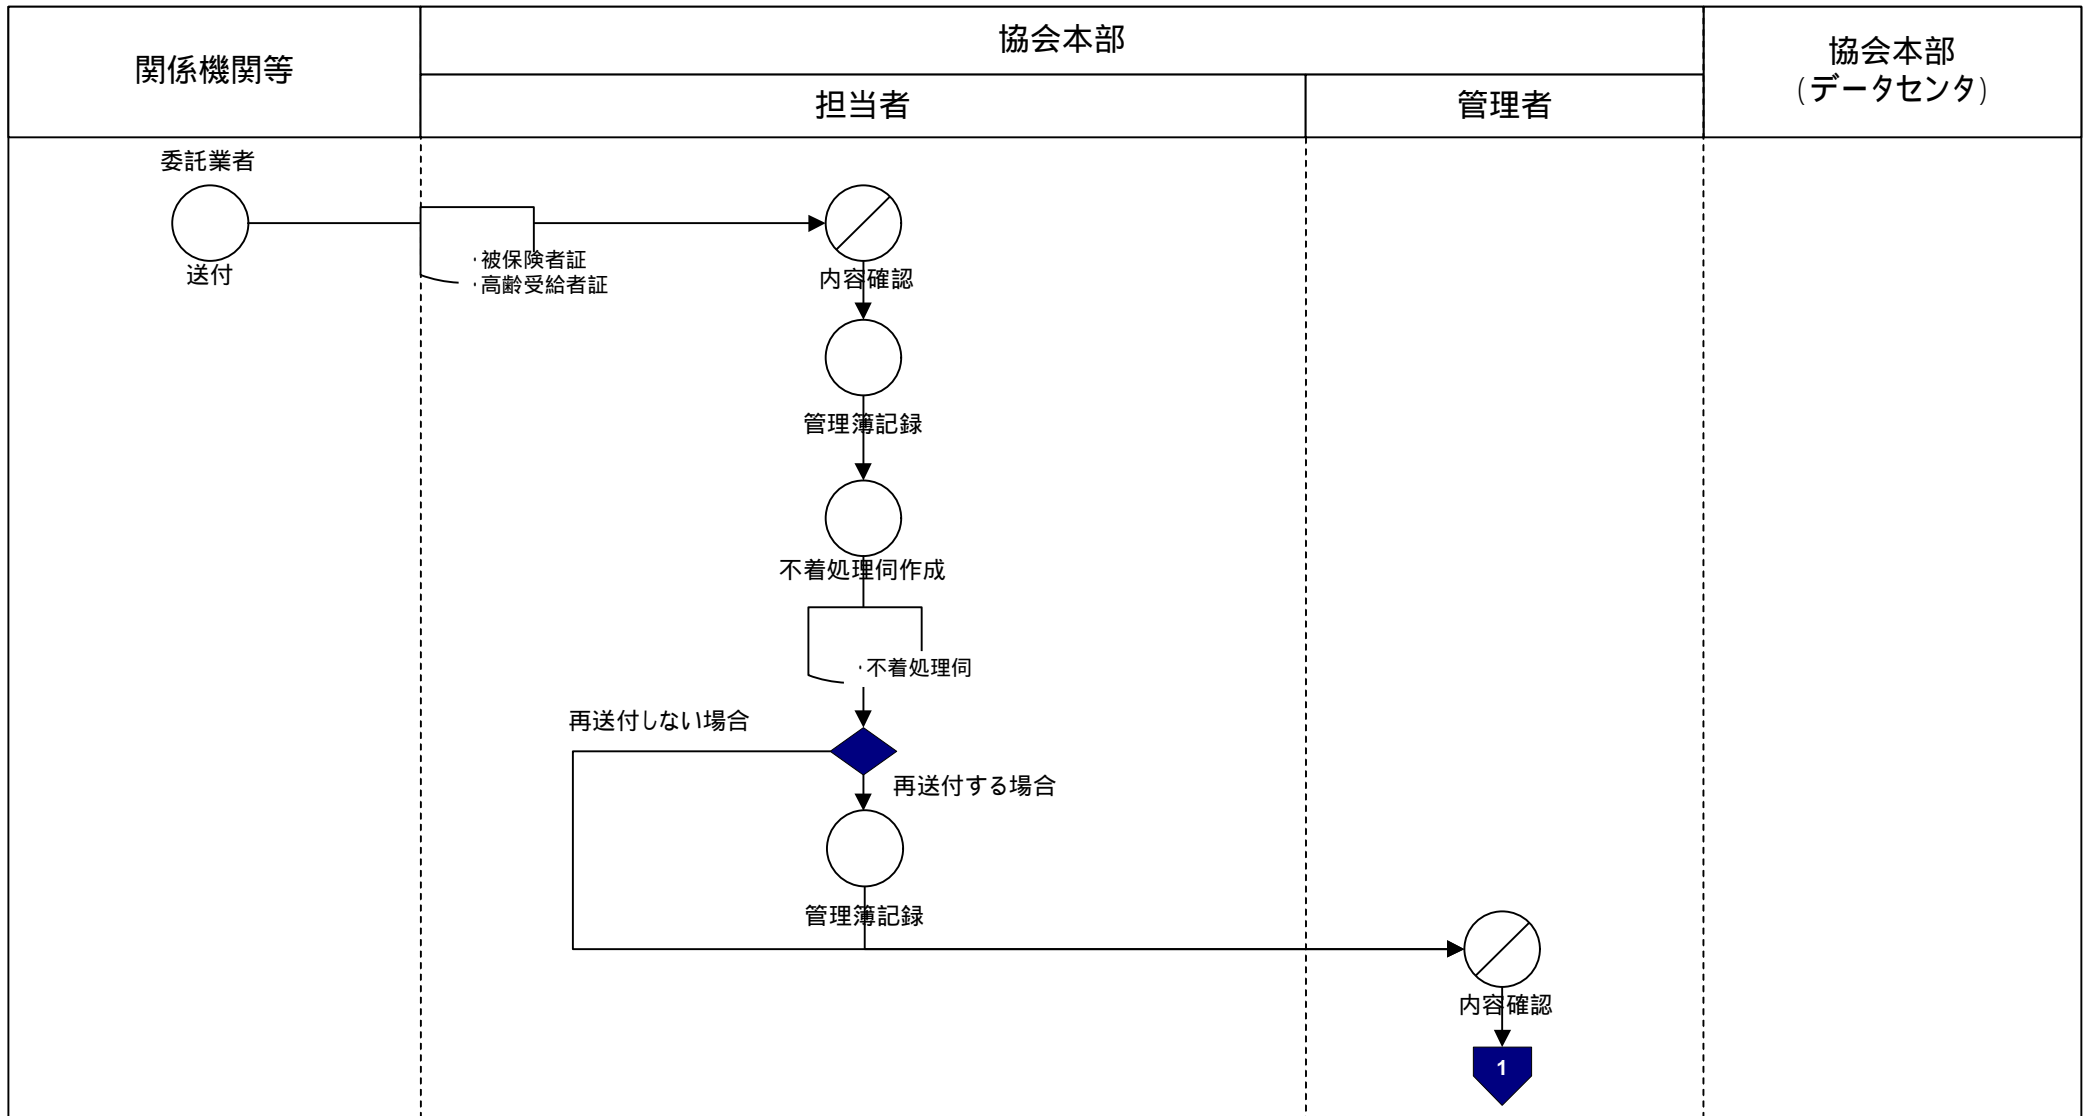 関係機関等
協会本部
担当者
管理者
協会本部
(データセンタ)
委託業者
送付
・被保険者証
・高齢受給者証
内容確認
管理簿記録
不着処理伺作成
・不着処理伺
再送付しない場合
再送付する場合
管理簿記録
内容確認
1